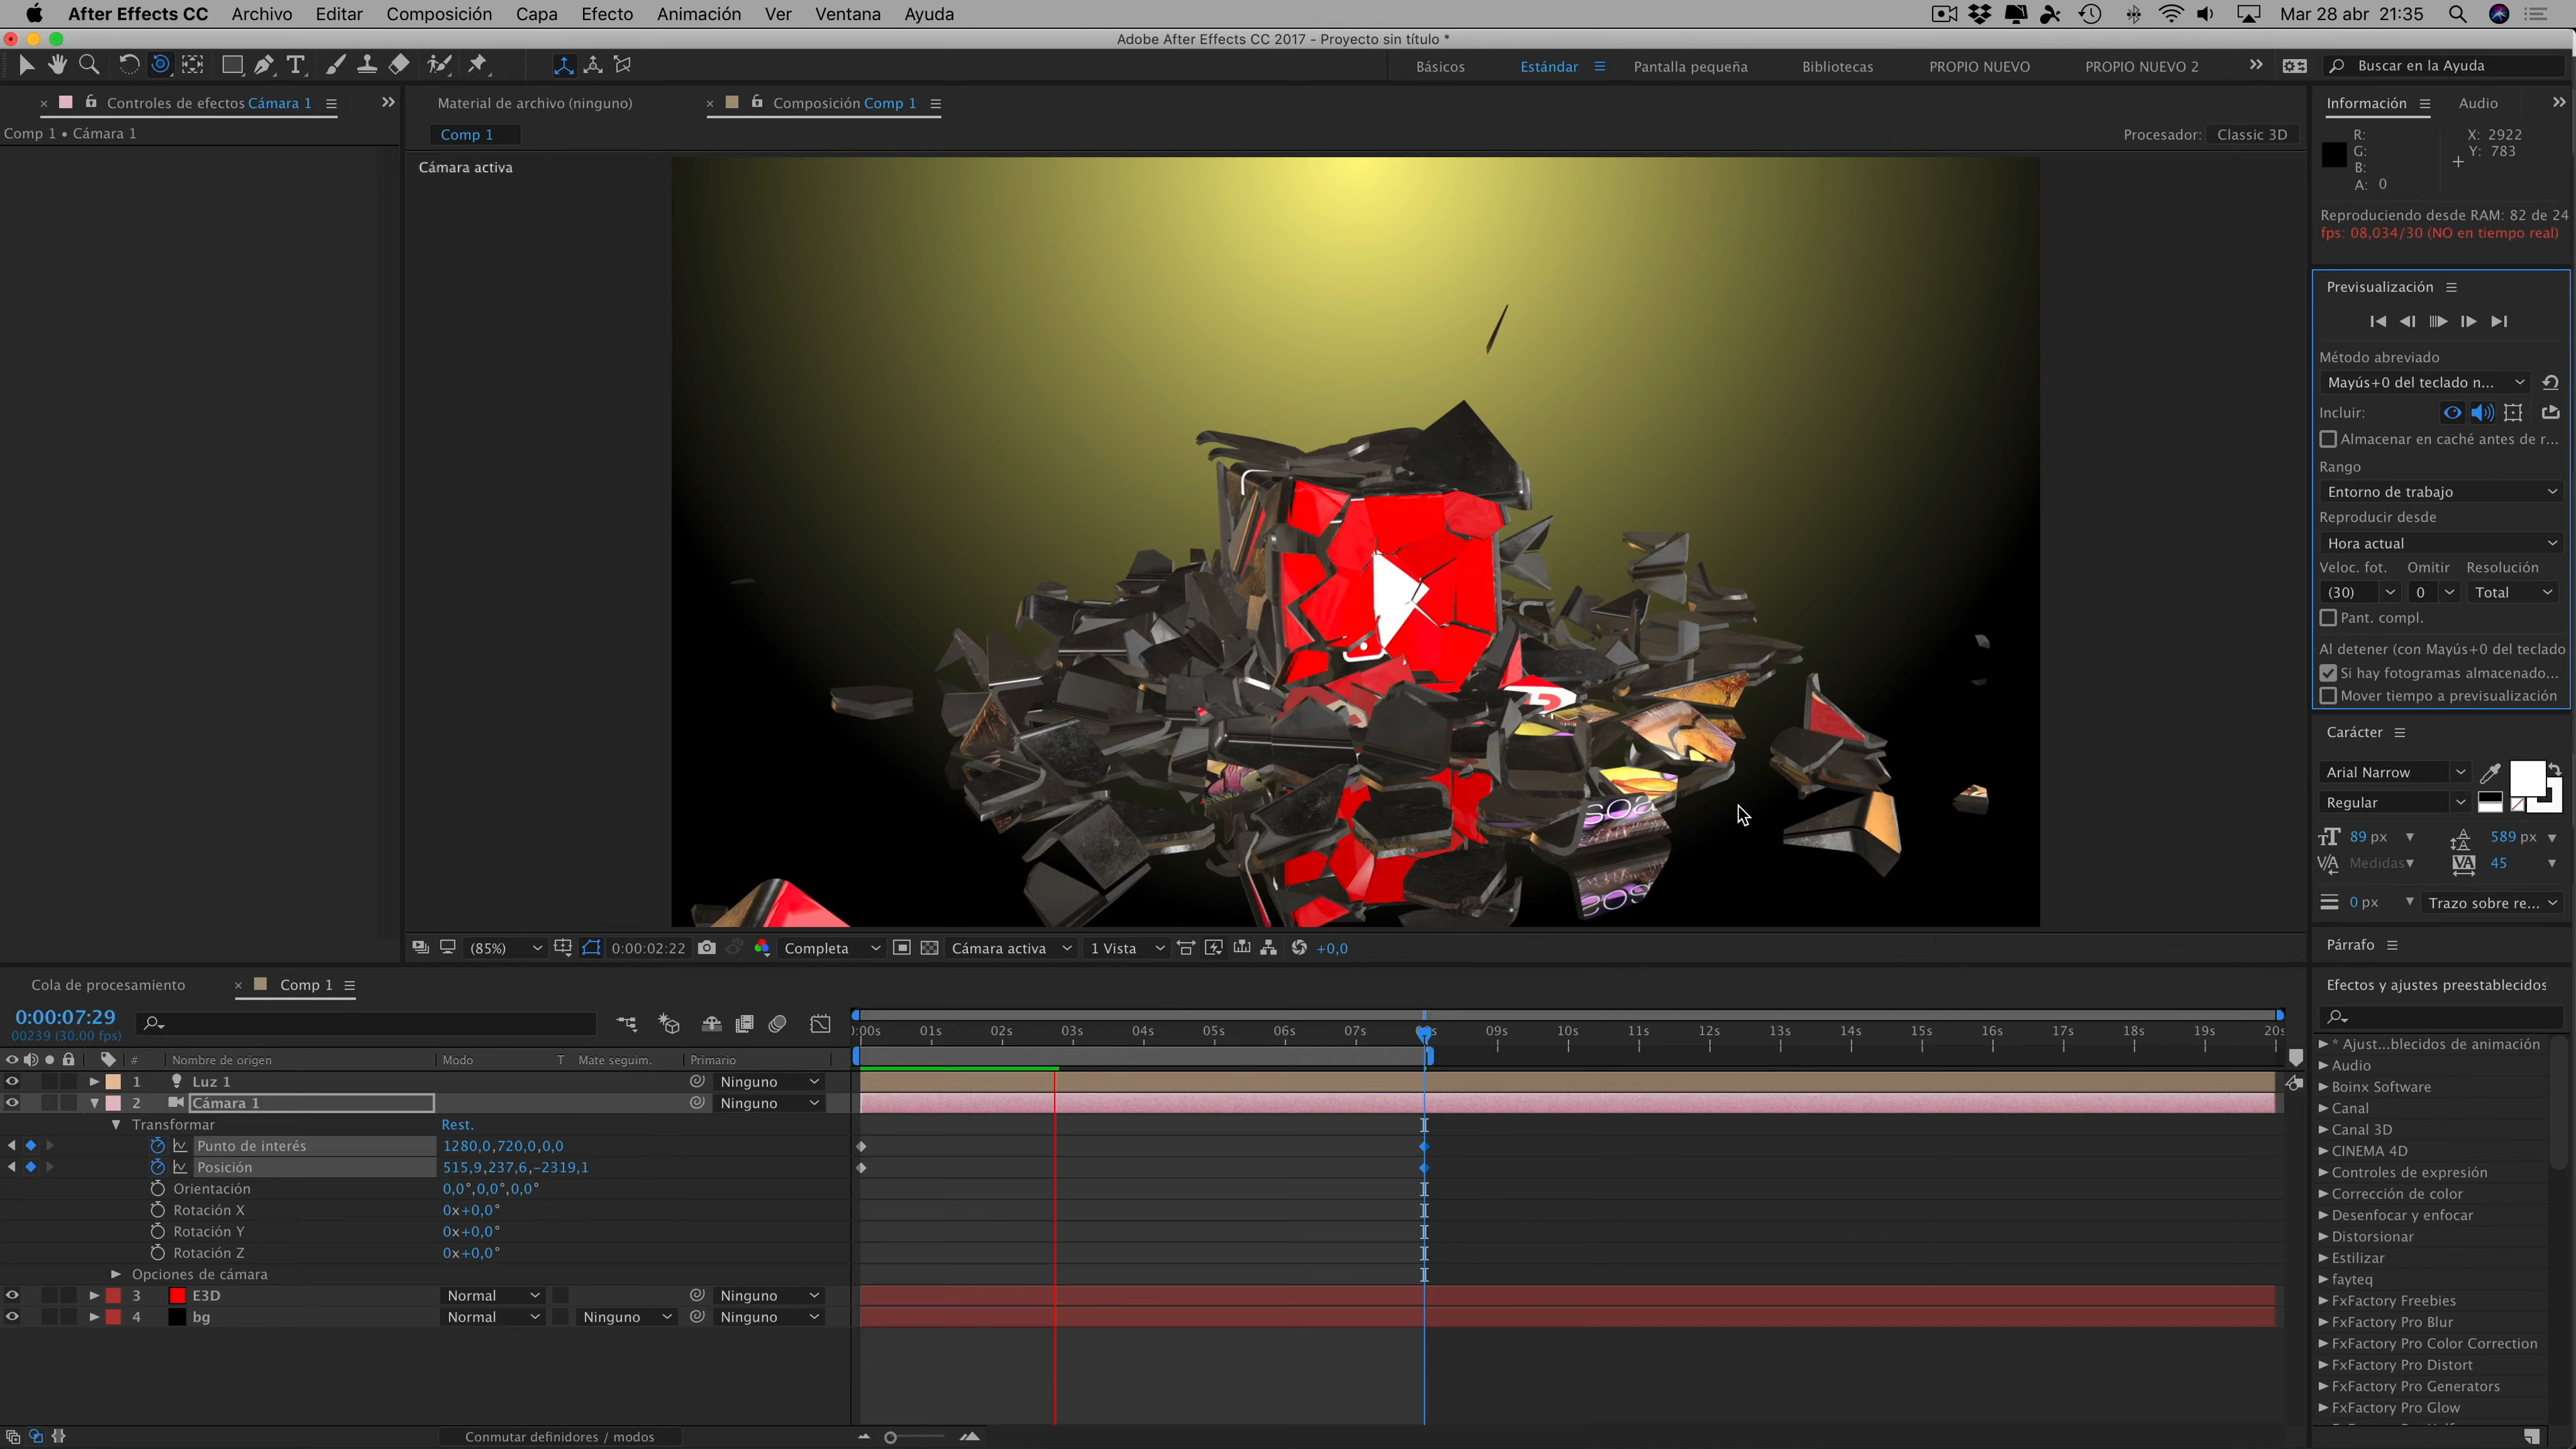 After Effects CC Archivo Editar Composición Capa Efecto Animación Ver Ventana Ayuda Mar 28 abr 21:35
Adobe After Effects CC 2017 - Proyecto sin título *
Básicos Estándar Pantalla pequeña Bibliotecas PROPIO NUEVO PROPIO NUEVO 2 Buscar en la Ayuda
Controles de efectos Cámara 1
Material de archivo (ninguno) Composición Comp 1
Información Audio
Comp 1 • Cámara 1
Comp 1
Procesador: Classic 3D
Cámara activa
R:
G:
B:
A: 0
X: 2922
Y: 783
Reproduciendo desde RAM: 82 de 24
fps: 08,034/30 (NO en tiempo real)
Previsualización
Método abreviado
Mayús+0 del teclado n...
Incluir:
Almacenar en caché antes de r...
Rango
Entorno de trabajo
Reproducir desde
Hora actual
Veloc. fot. Omitir Resolución
(30) 0 Total
Pant. compl.
Al detener (con Mayús+0 del teclado
Si hay fotogramas almacenado...
Mover tiempo a previsualización
Carácter
Arial Narrow
Regular
89 px 589 px
Medidas 45
0 px Trazo sobre re...
Párrafo
(85%) 0:00:02:22 Completa Cámara activa 1 Vista +0,0
Cola de procesamiento Comp 1
0:00:07:29
00239 (30.00 fps)
:00s 01s 02s 03s 04s 05s 06s 07s 09s 10s 11s 12s 13s 14s 15s 16s 17s 18s 19s 20s
# Nombre de origen Modo T Mate seguim. Primario
1 Luz 1 Ninguno
2 Cámara 1 Ninguno
Transformar Rest.
Punto de interés 1280,0,720,0,0,0
Posición 515,9,237,6,-2319,1
Orientación 0,0°,0,0°,0,0°
Rotación X 0x+0,0°
Rotación Y 0x+0,0°
Rotación Z 0x+0,0°
Opciones de cámara
3 E3D Normal Ninguno
4 bg Normal Ninguno Ninguno
Conmutar definidores / modos
Efectos y ajustes preestablecidos
* Ajust...blecidos de animación
Audio
Boinx Software
Canal
Canal 3D
CINEMA 4D
Controles de expresión
Corrección de color
Desenfocar y enfocar
Distorsionar
Estilizar
fayteq
FxFactory Freebies
FxFactory Pro Blur
FxFactory Pro Color Correction
FxFactory Pro Distort
FxFactory Pro Generators
FxFactory Pro Glow